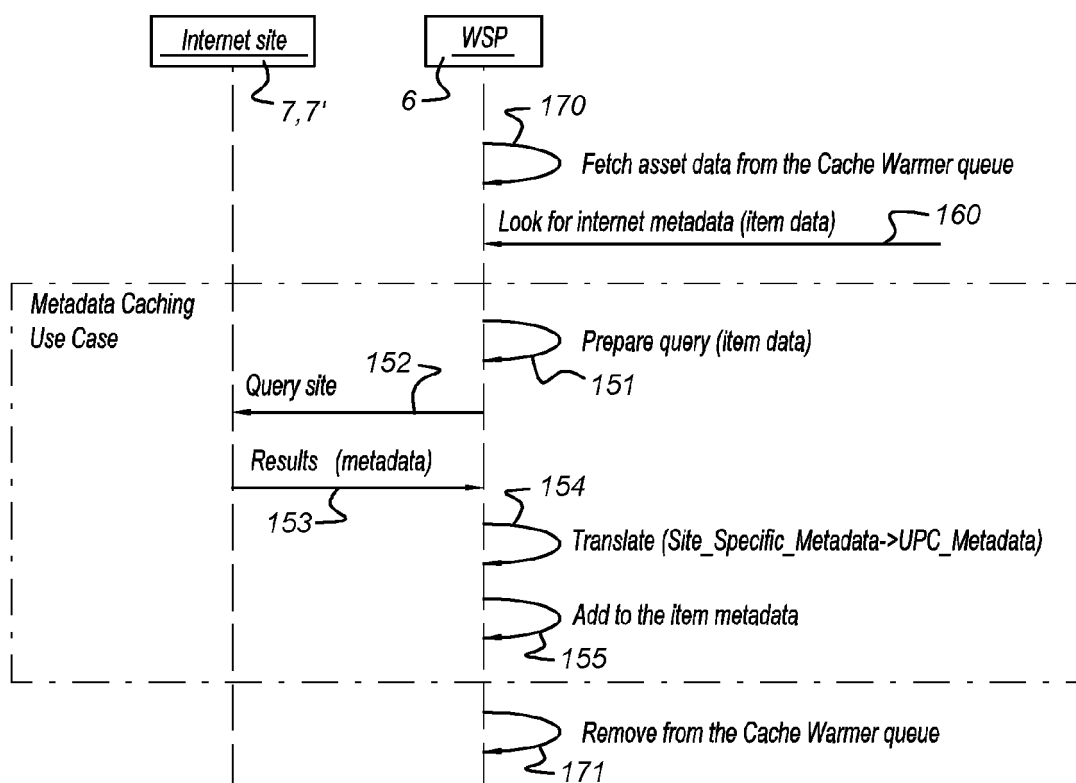 Internet site
WSP
7,7'
6
170
Fetch asset data from the Cache Warmer queue
Look for internet metadata (item data)
160
Metadata Caching
Use Case
Prepare query (item data)
151
152
Query site
Results (metadata)
153
154
Translate (Site_Specific_Metadata->UPC_Metadata)
Add to the item metadata
155
Remove from the Cache Warmer queue
171